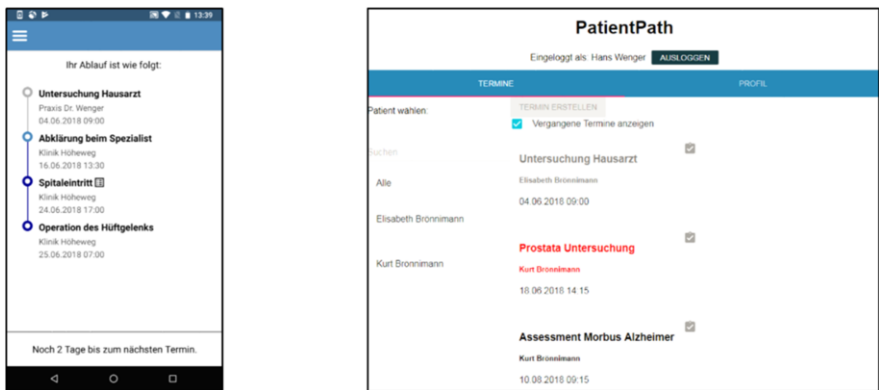 13:39
Ihr Ablauf ist wie folgt:
Untersuchung Hausarzt
Praxis Dr. Wenger
04.06.2018 09:00
Abklärung beim Spezialist
Klinik Höheweg
16.06.2018 13:30
Spitaleintritt
Klinik Höheweg
24.06.2018 17:00
Operation des Hüftgelenks
Klinik Höheweg
25.06.2018 07:00
Noch 2 Tage bis zum nächsten Termin.
PatientPath
Eingeloggt als: Hans Wenger AUSLOGGEN
TERMINE PROFIL
Patient wählen:
TERMIN ERSTELLEN
Vergangene Termine anzeigen
Suchen
Alle
Elisabeth Brönnimann
Kurt Brönnimann
Untersuchung Hausarzt
Elisabeth Brönnimann
04.06.2018 09:00
Prostata Untersuchung
Kurt Brönnimann
18.06.2018 14:15
Assessment Morbus Alzheimer
Kurt Brönnimann
10.08.2018 09:15